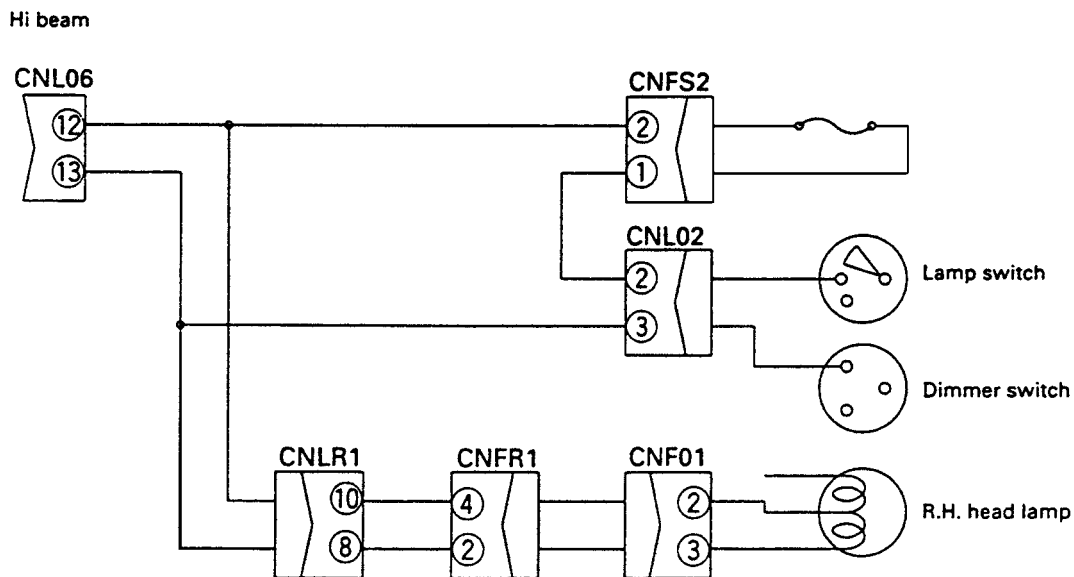 Hi beam
CNL06
CNFS2
12
2
13
1
CNL02
2
Lamp switch
3
Dimmer switch
CNLR1
CNFR1
CNF01
10
4
2
R.H. head lamp
8
2
3